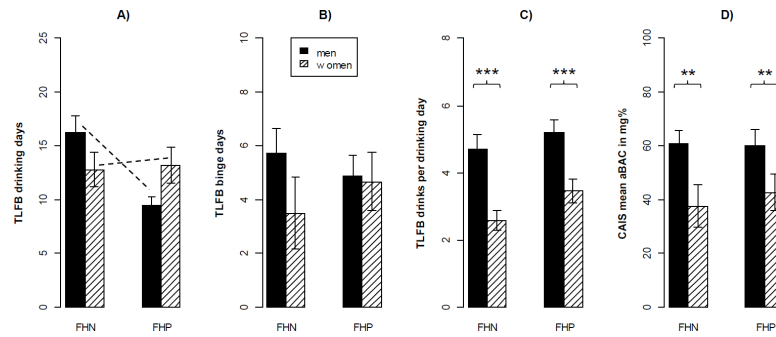 A)
B)
C)
D)
TLFB drinking days
0
5
10
15
20
25
FHN
FHP
TLFB binge days
0
2
4
6
8
10
men
w omen
FHN
FHP
TLFB drinks per drinking day
0
2
4
6
8
***
***
FHN
FHP
CAIS mean aBAC in mg%
0
20
40
60
80
100
**
**
FHN
FHP